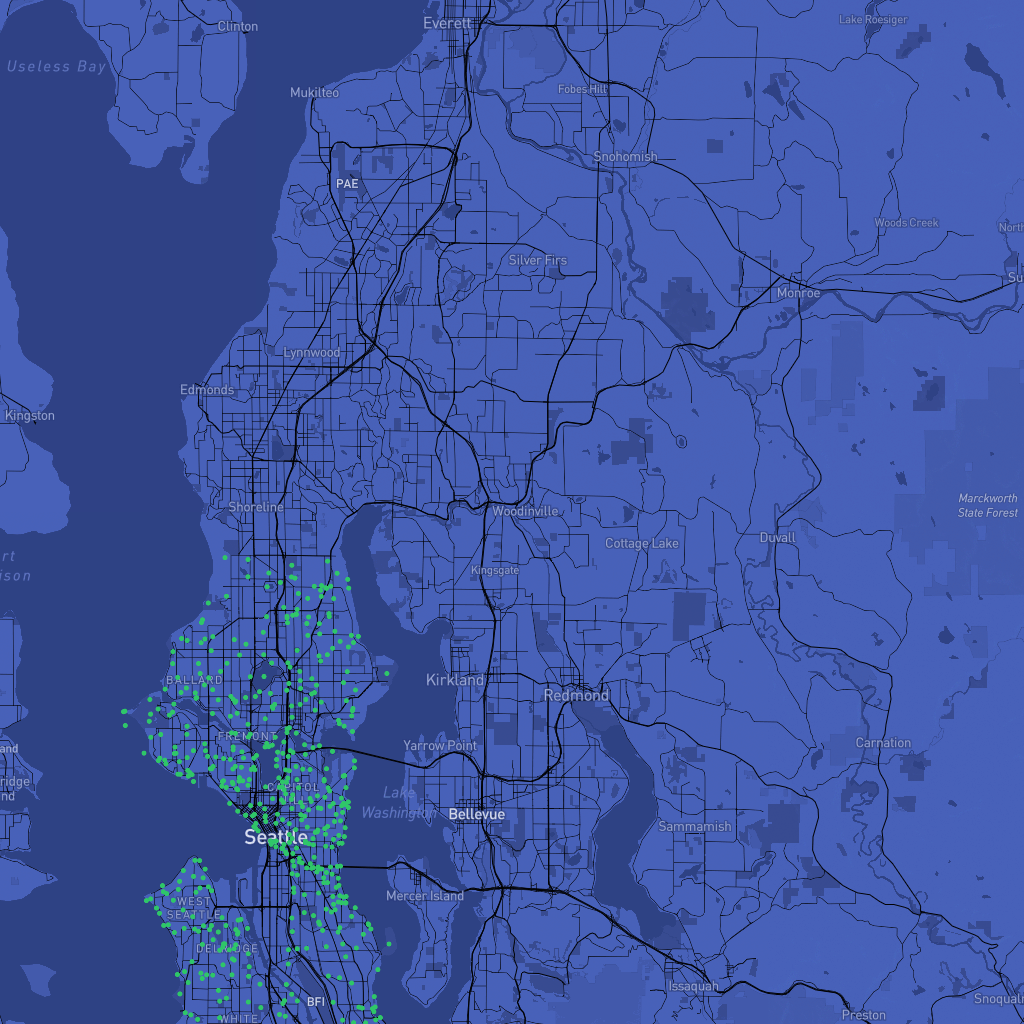 Clinton
Everett
Lake Roesiger
Useless Bay
Mukilteo
Fobes Hill
Snohomish
PAE
Woods Creek
Silver Firs
Monroe
Lynnwood
Edmonds
Kingston
Shoreline
Woodinville
Marckworth
State Forest
Cottage Lake
Duvall
Kingsgate
BALLARD
Kirkland
Redmond
FREMONT
Yarrow Point
Carnation
CAPITOL
Lake
Washington
Bellevue
Seattle
Sammamish
Mercer Island
WEST
SEATTLE
DELRIDGE
Issaquah
BFI
WHITE
Preston